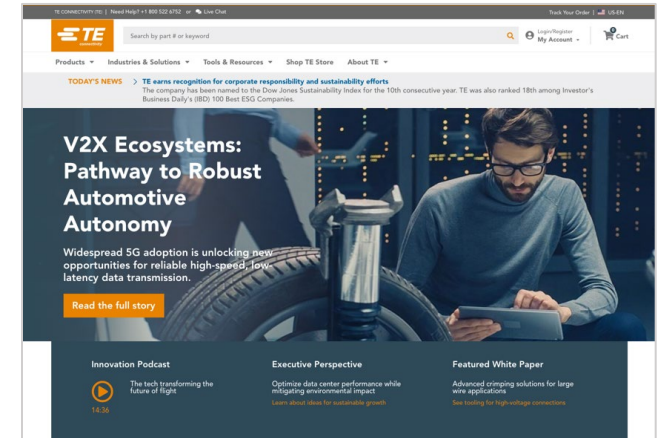 TE CONNECTIVITY (TE) | Need Help? +1 800 522 6752 or Live Chat
Track Your Order | US-EN
TE
connectivity
Search by part # or keyword
Login/Register
My Account
0
Cart
Products Industries & Solutions Tools & Resources Shop TE Store About TE
TODAY'S NEWS > TE earns recognition for corporate responsibility and sustainability efforts
The company has been named to the Dow Jones Sustainability Index for the 10th consecutive year. TE was also ranked 18th among Investor's
Business Daily's (IBD) 100 Best ESG Companies.
V2X Ecosystems:
Pathway to Robust
Automotive
Autonomy
Widespread 5G adoption is unlocking new
opportunities for reliable high-speed, low-
latency data transmission.
Read the full story
Innovation Podcast
The tech transforming the
future of flight
14:36
Executive Perspective
Optimize data center performance while
mitigating environmental impact
Learn about ideas for sustainable growth
Featured White Paper
Advanced crimping solutions for large
wire applications
See tooling for high-voltage connections